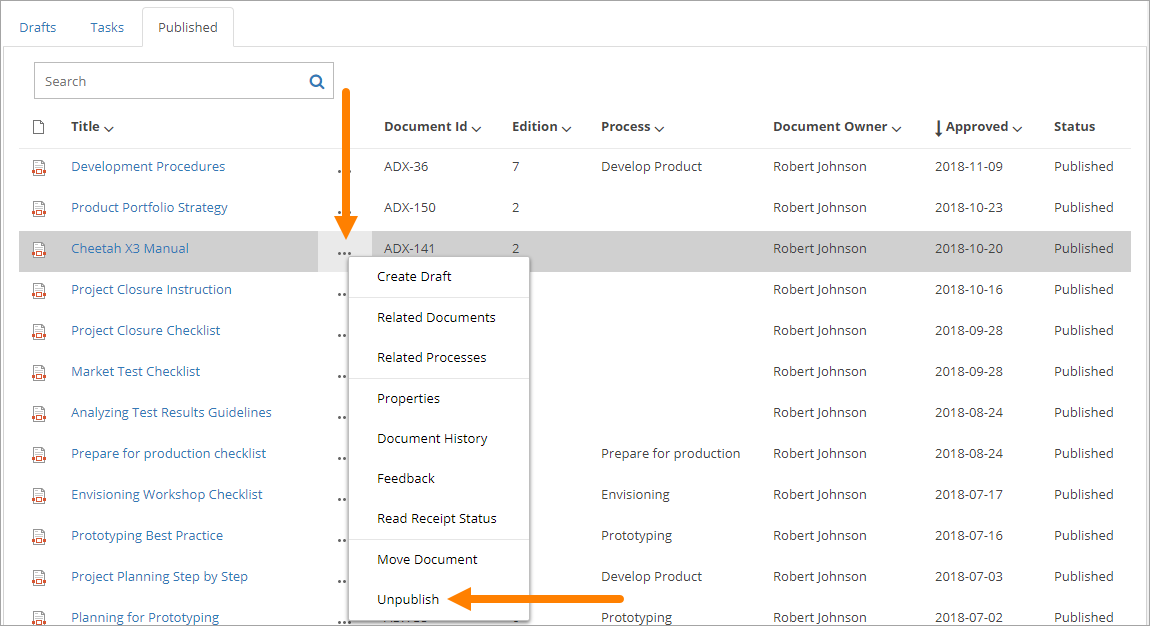 Drafts Tasks Published
Search
Title Document Id Edition Process Document Owner Approved Status
Development Procedures ... ADX-36 7 Develop Product Robert Johnson 2018-11-09 Published
Product Portfolio Strategy ADX-150 2 Robert Johnson 2018-10-23 Published
Cheetah X3 Manual ... ADX-141 2 Robert Johnson 2018-10-20 Published
Create Draft
Project Closure Instruction Robert Johnson 2018-10-16 Published
Related Documents
Project Closure Checklist Robert Johnson 2018-09-28 Published
Related Processes
Market Test Checklist Robert Johnson 2018-09-28 Published
Properties
Analyzing Test Results Guidelines Robert Johnson 2018-08-24 Published
Document History
Prepare for production checklist Prepare for production Robert Johnson 2018-08-24 Published
Feedback
Envisioning Workshop Checklist Envisioning Robert Johnson 2018-07-17 Published
Read Receipt Status
Prototyping Best Practice Prototyping Robert Johnson 2018-07-16 Published
Move Document
Project Planning Step by Step Develop Product Robert Johnson 2018-07-03 Published
Unpublish
Planning for Prototyping Prototyping Robert Johnson 2018-07-02 Published